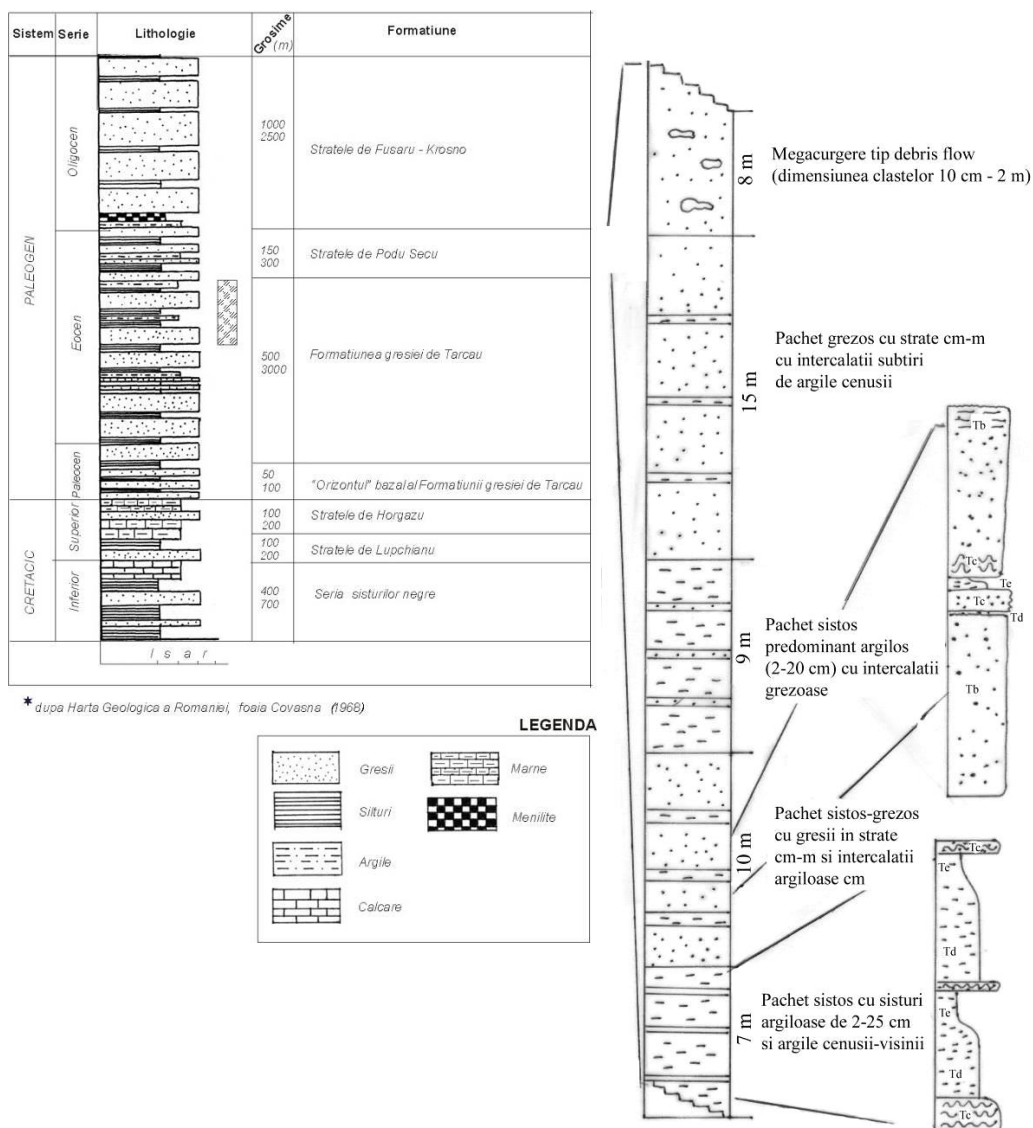 Sistem Serie Lithologie Grosime (m) Formatiune
PALEOGEN
CRETACIC
Oligocen
Eocen
Paleocen
Superior
Inferior
1000
2500
Stratele de Fusaru - Krosno
150
300
Stratele de Podu Secu
500
3000
Formatiunea gresiei de Tarcau
50
100
"Orizontul" bazal al Formatiunii gresiei de Tarcau
100
200
Stratele de Horgazu
100
200
Stratele de Lupchianu
400
700
Seria sisturilor negre
l s a r
* dupa Harta Geologica a Romaniei, foaia Covasna (1968)
LEGENDA
Gresii
Silturi
Argile
Calcare
Marne
Menilite
8 m
Megacurgere tip debris flow
(dimensiunea clastelor 10 cm - 2 m)
15 m
Pachet grezos cu strate cm-m
cu intercalatii subtiri
de argile cenusii
9 m
Pachet sistos
predominant argilos
(2-20 cm) cu intercalatii
grezoase
10 m
Pachet sistos-grezos
cu gresii in strate
cm-m si intercalatii
argiloase cm
7 m
Pachet sistos cu sisturi
argiloase de 2-25 cm
si argile cenusii-visinii
Tb
Tc
Te
Tc
Td
Tb
Tc
Te
Td
Te
Td
Tc